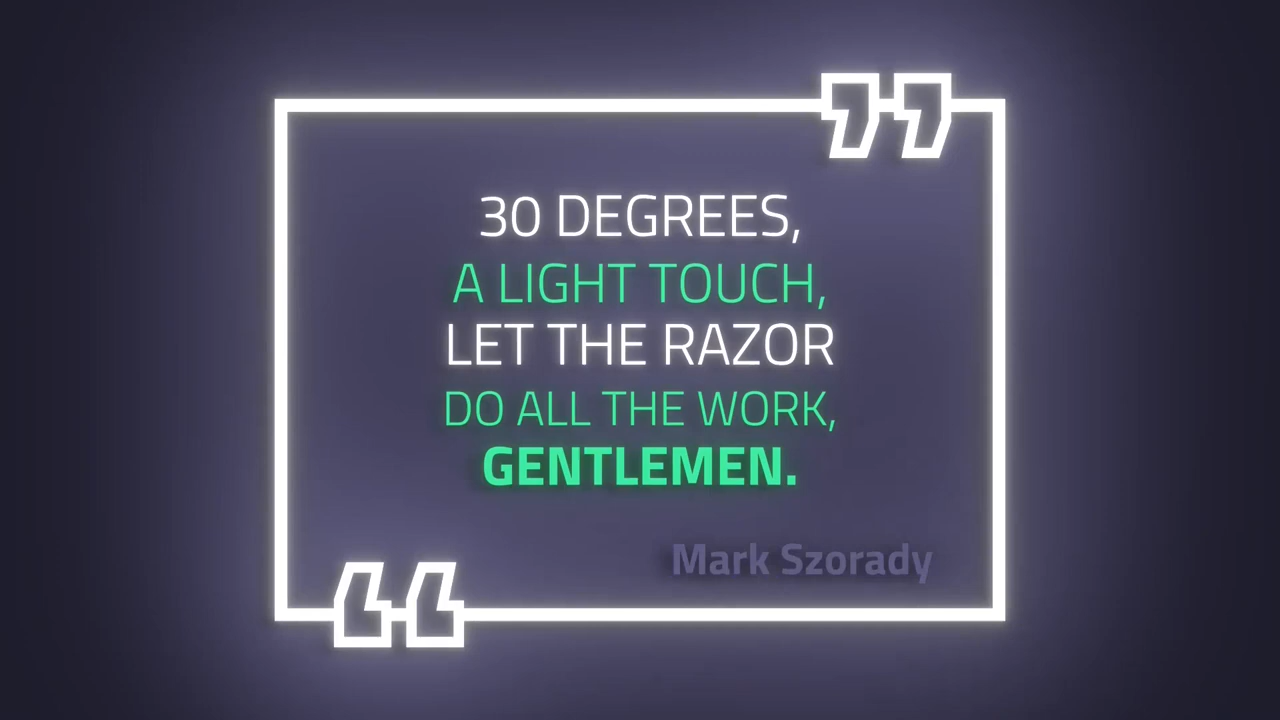 30 DEGREES,
A LIGHT TOUCH,
LET THE RAZOR
DO ALL THE WORK,
GENTLEMEN.
Mark Szorady